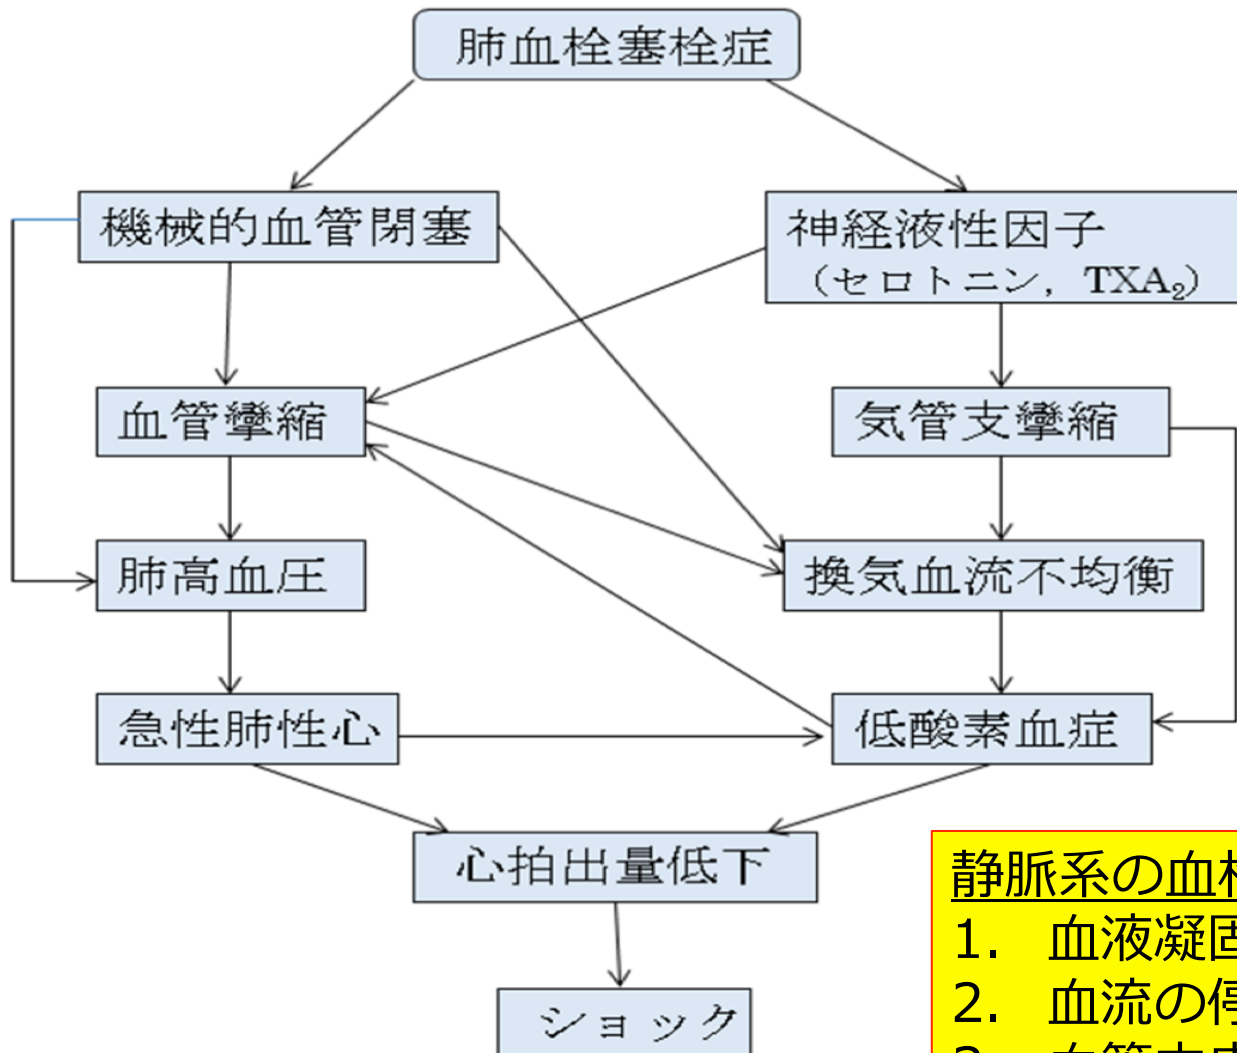 肺血栓塞栓症
機械的血管閉塞
神経液性因子
（セロトニン，TXA₂）
血管攣縮
気管支攣縮
肺高血圧
換気血流不均衡
急性肺性心
低酸素血症
心拍出量低下
ショック
静脈系の血
1. 血液凝固
2. 血流の停